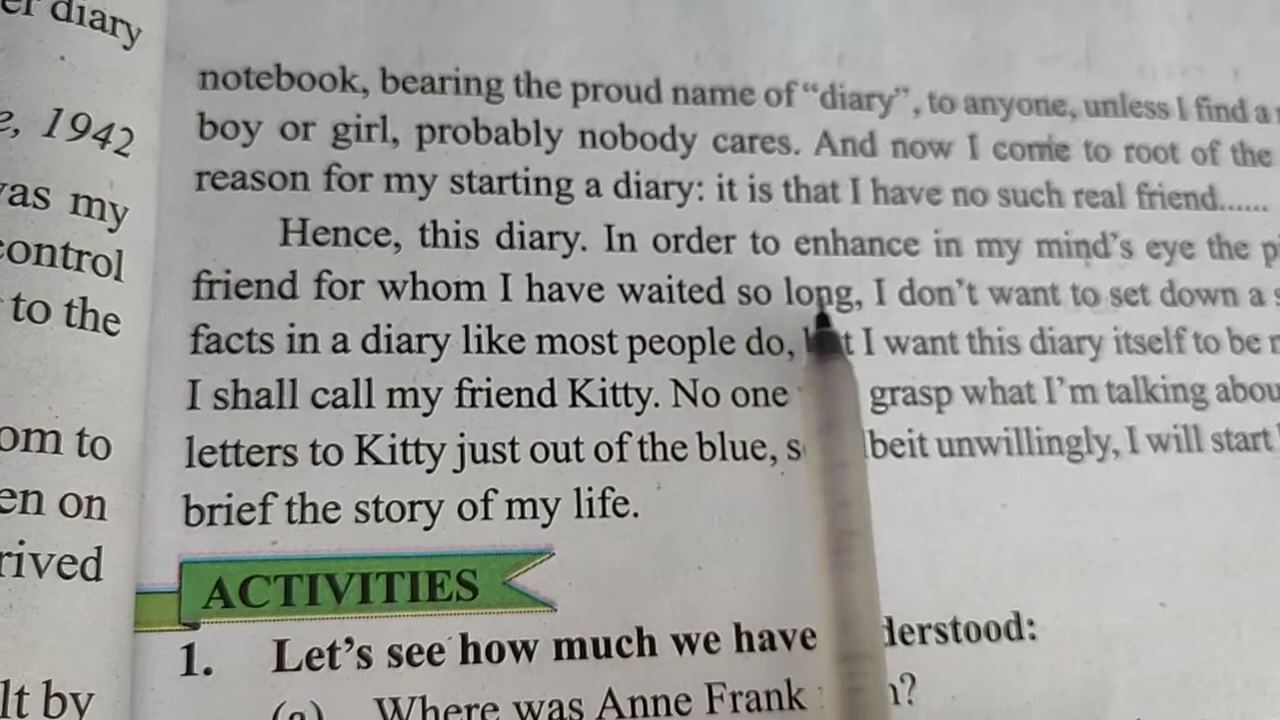 er diary
1942
was my
control
to the
om to
en on
rived
lt by
notebook, bearing the proud name of “diary”, to anyone, unless I find a
boy or girl, probably nobody cares. And now I come to root of the
reason for my starting a diary: it is that I have no such real friend......
Hence, this diary. In order to enhance in my mind’s eye the
friend for whom I have waited so long, I don’t want to set down a
facts in a diary like most people do, but I want this diary itself to be
I shall call my friend Kitty. No one grasp what I’m talking abou
letters to Kitty just out of the blue, so albeit unwillingly, I will start
brief the story of my life.
ACTIVITIES
1. Let’s see how much we have understood:
(a) Where was Anne Frank